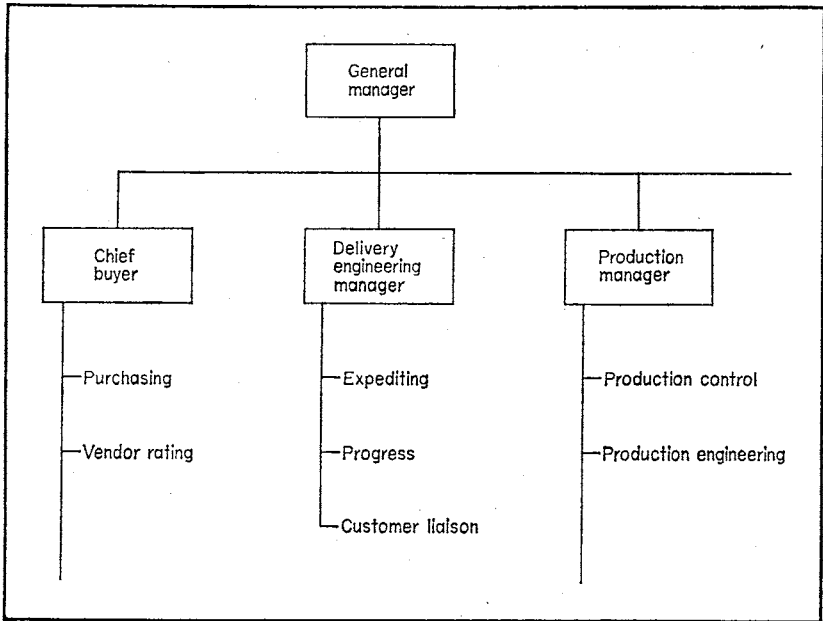 General
manager
Chief
buyer
Delivery
engineering
manager
Production
manager
Purchasing
Vendor rating
Expediting
Progress
Customer liaison
Production control
Production engineering